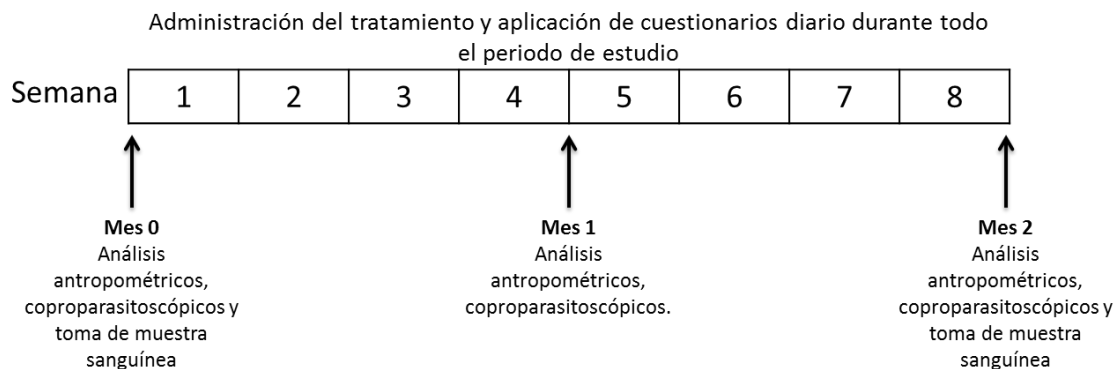 Administración del tratamiento y aplicación de cuestionarios diario durante todo
el periodo de estudio
Semana 1 2 3 4 5 6 7 8
Mes 0
Análisis
antropométricos,
coproparasitoscópicos y
toma de muestra
sanguínea
Mes 1
Análisis
antropométricos,
coproparasitoscópicos.
Mes 2
Análisis
antropométricos,
coproparasitoscópicos y
toma de muestra
sanguínea